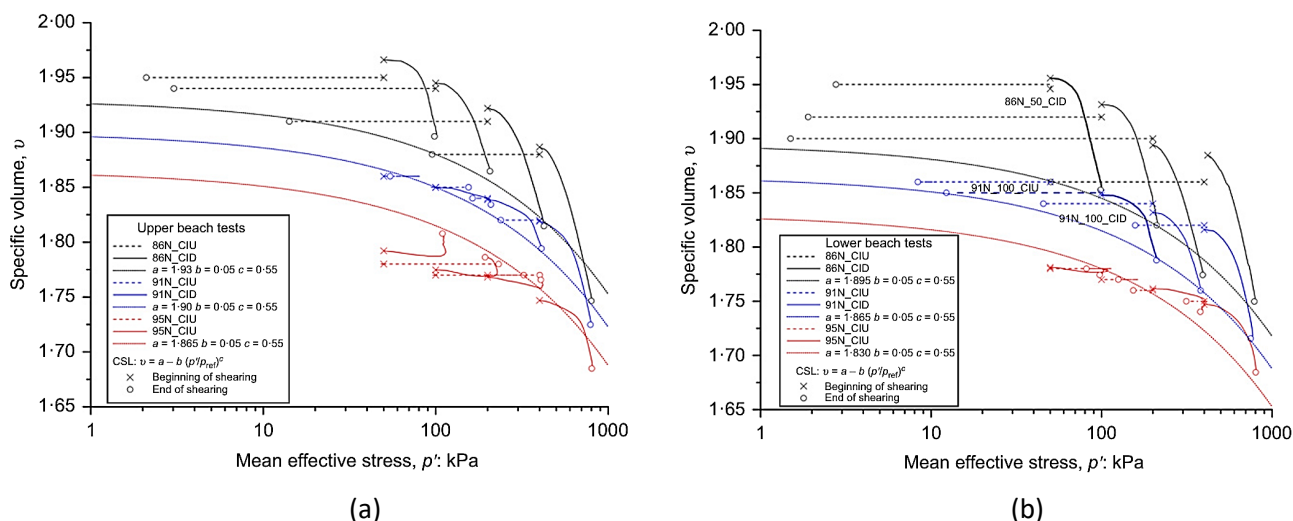 2·00
1·95
1·90
1·85
1·80
1·75
1·70
1·65
Specific volume, υ
Upper beach tests
86N_CIU
86N_CID
a = 1·93 b = 0·05 c = 0·55
91N_CIU
91N_CID
a = 1·90 b = 0·05 c = 0·55
95N_CIU
95N_CID
a = 1·865 b = 0·05 c = 0·55
CSL: υ = a – b (p'/pref)c
Beginning of shearing
End of shearing
1
10
100
1000
Mean effective stress, p': kPa
(a)
2·00
1·95
1·90
1·85
1·80
1·75
1·70
1·65
Specific volume, υ
86N_50_CID
91N_100_CIU
91N_100_CID
Lower beach tests
86N_CIU
86N_CID
a = 1·895 b = 0·05 c = 0·55
91N_CIU
91N_CID
a = 1·865 b = 0·05 c = 0·55
95N_CIU
95N_CID
a = 1·830 b = 0·05 c = 0·55
CSL: υ = a – b (p'/pref)c
Beginning of shearing
End of shearing
1
10
100
1000
Mean effective stress, p': kPa
(b)